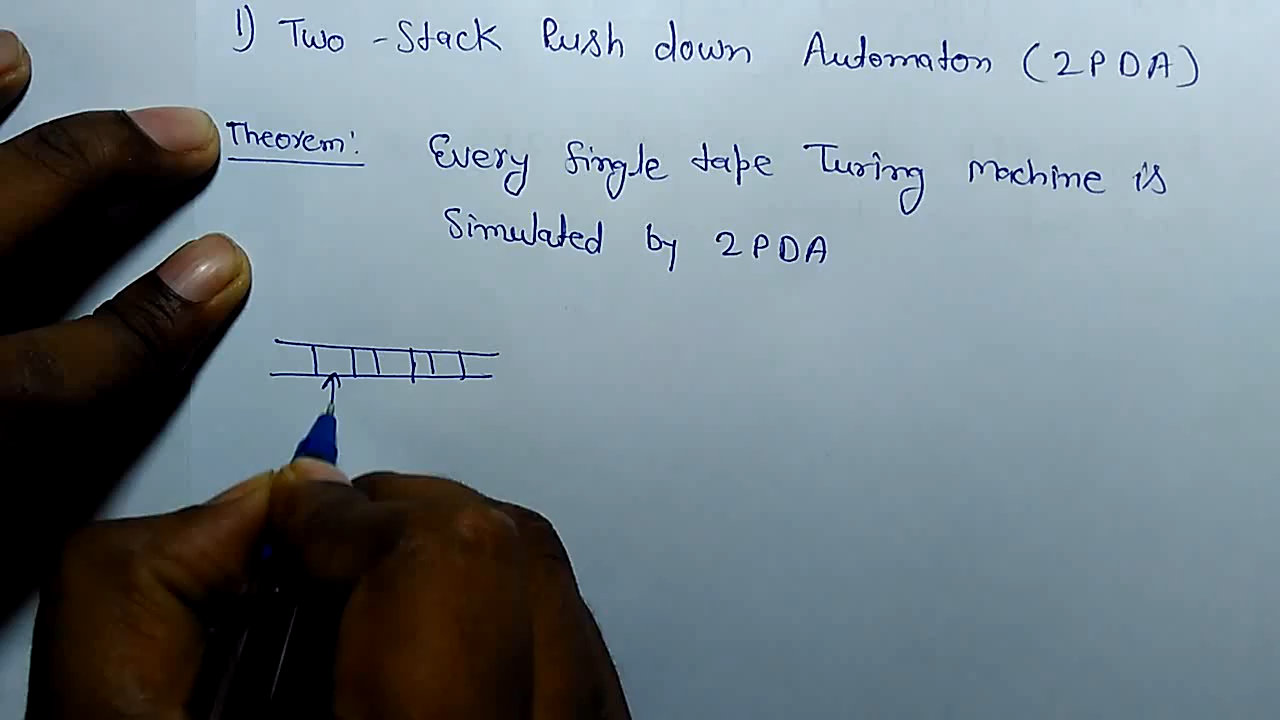 1) Two - Stack Push down Automaton (2PDA)
Theorem: Every single tape Turing machine is
Simulated by 2PDA